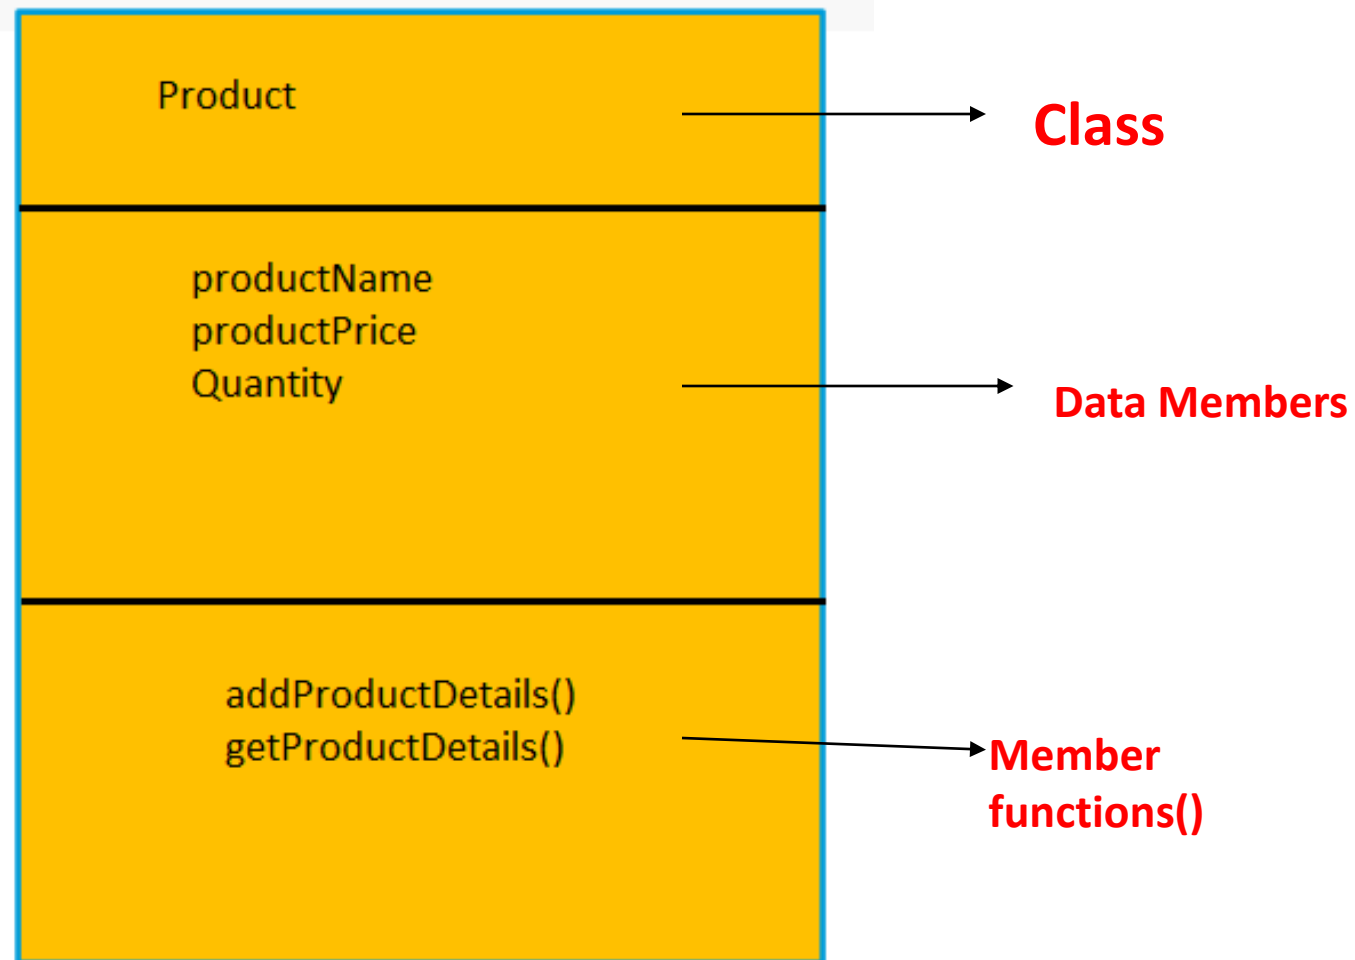 Product
Class
productName
productPrice
Quantity
Data Members
addProductDetails()
getProductDetails()
Member
functions()